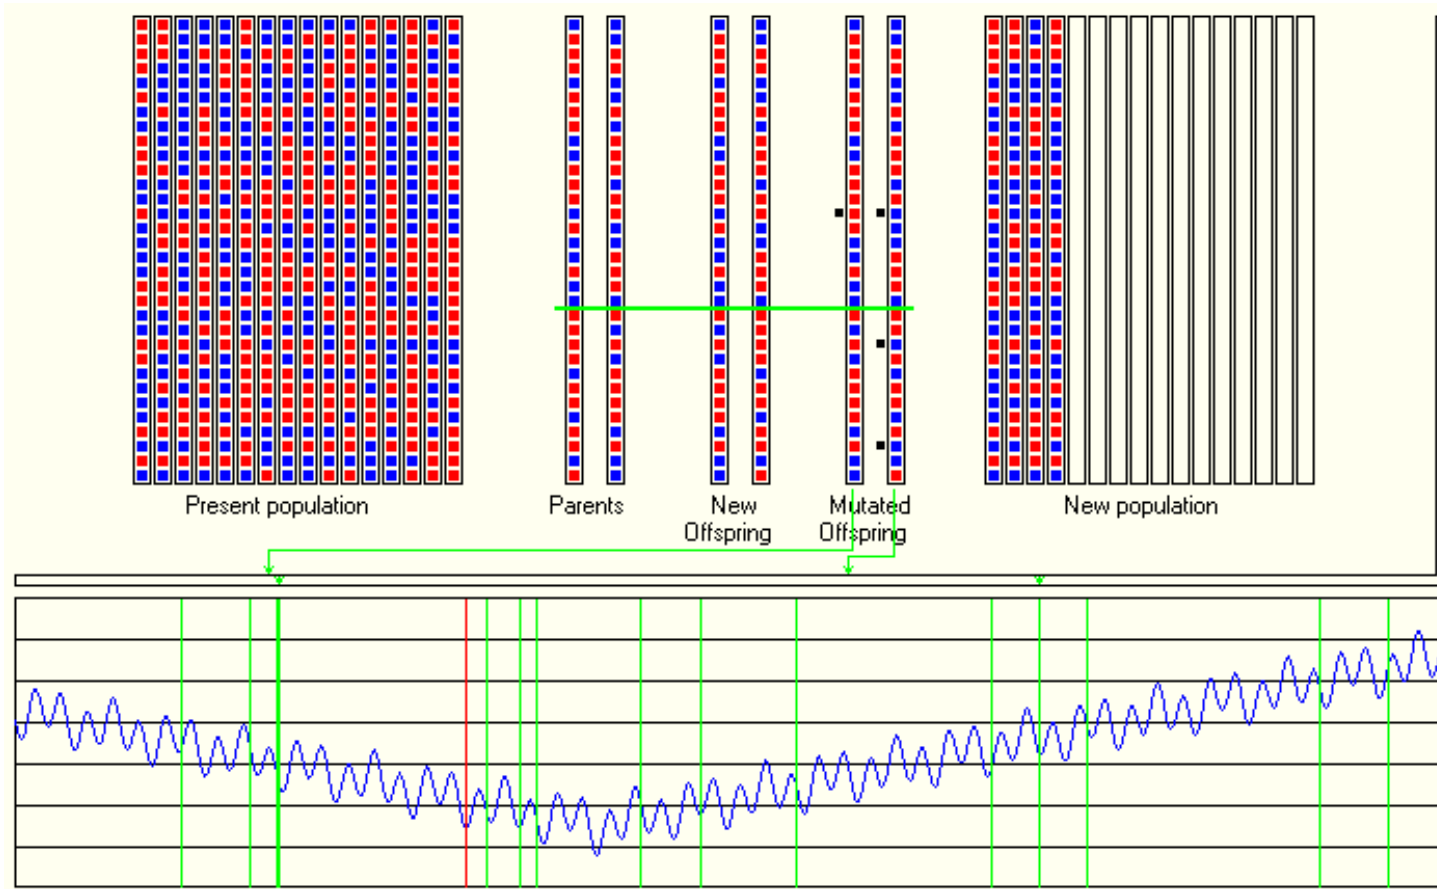 Present population
Parents
New
Offspring
Mutated
Offspring
New population